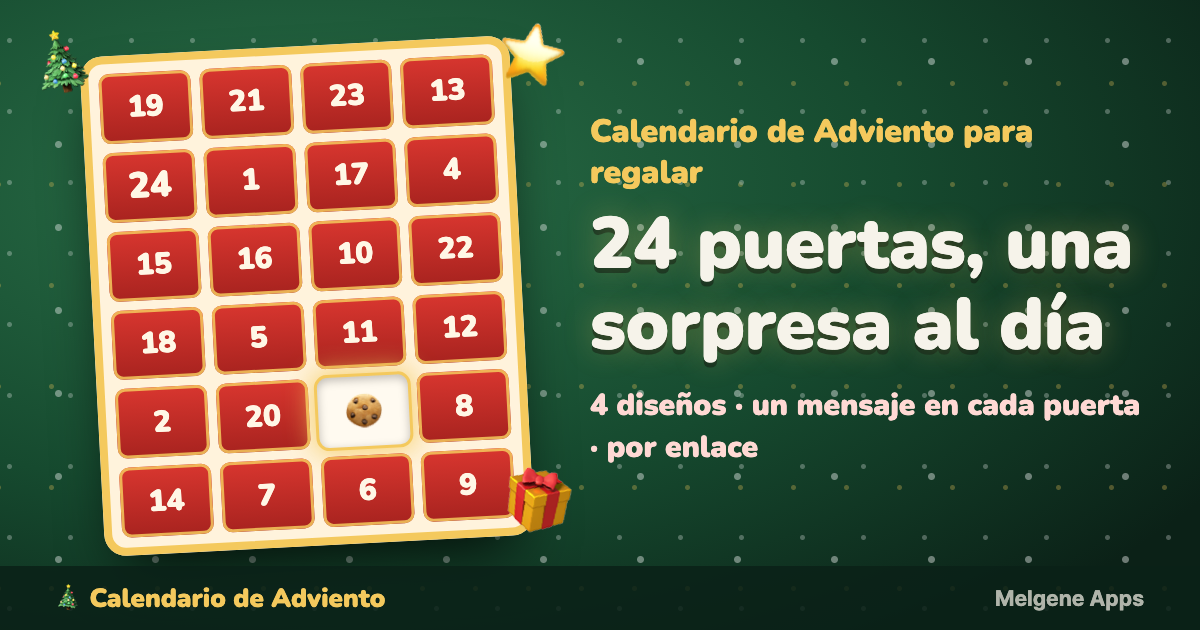 19 21 23 13
24 1 17 4
15 16 10 22
18 5 11 12
2 20 8
14 7 6 9
Calendario de Adviento para
regalar
24 puertas, una
sorpresa al día
4 diseños · un mensaje en cada puerta
· por enlace
Calendario de Adviento
Melgene Apps